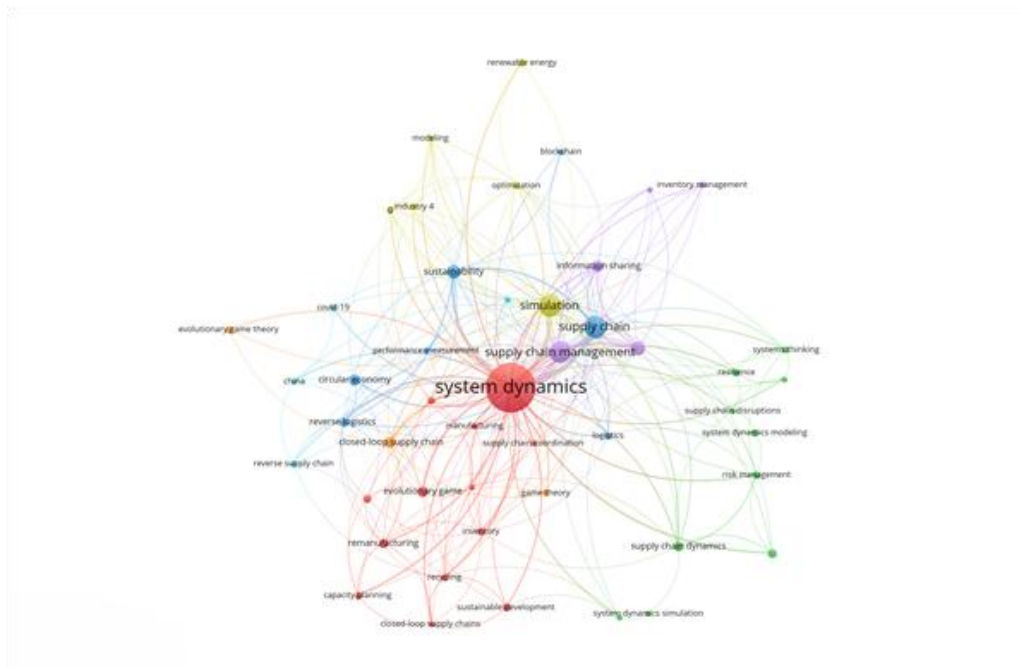 renewable energy
modeling
blockchain
optimization
inventory management
industry 4
information sharing
sustainability
simulation
covid-19
supply chain
evolutionary game theory
performance measurement
supply chain management
systems thinking
resilience
china
circular economy
system dynamics
supply chain disruptions
reverse logistics
manufacturing
system dynamics modeling
closed-loop supply chain
supply chain coordination
logistics
reverse supply chain
risk management
evolutionary game
game theory
inventory
remanufacturing
supply chain dynamics
recycling
capacity planning
sustainable development
system dynamics simulation
closed-loop supply chains